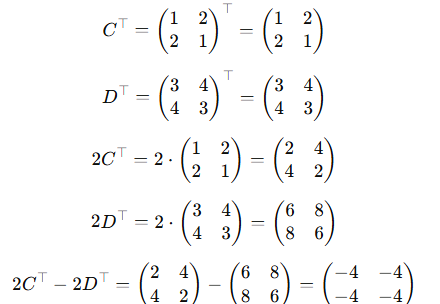 C^⊤ = (1 2; 2 1)^⊤ = (1 2; 2 1)
D^⊤ = (3 4; 4 3)^⊤ = (3 4; 4 3)
2C^⊤ = 2 · (1 2; 2 1) = (2 4; 4 2)
2D^⊤ = 2 · (3 4; 4 3) = (6 8; 8 6)
2C^⊤ − 2D^⊤ = (2 4; 4 2) − (6 8; 8 6) = (−4 −4; −4 −4)